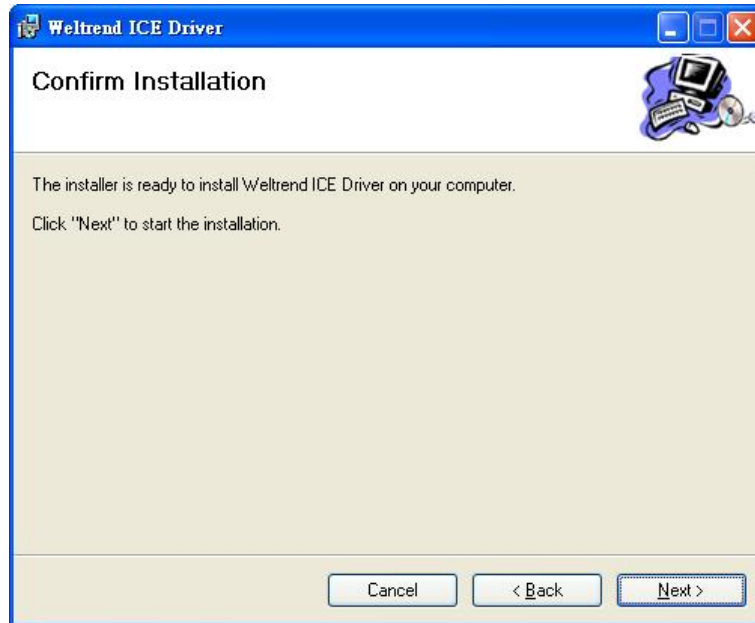 Weltrend ICE Driver
Confirm Installation
The installer is ready to install Weltrend ICE Driver on your computer.
Click "Next" to start the installation.
Cancel
< Back
Next >